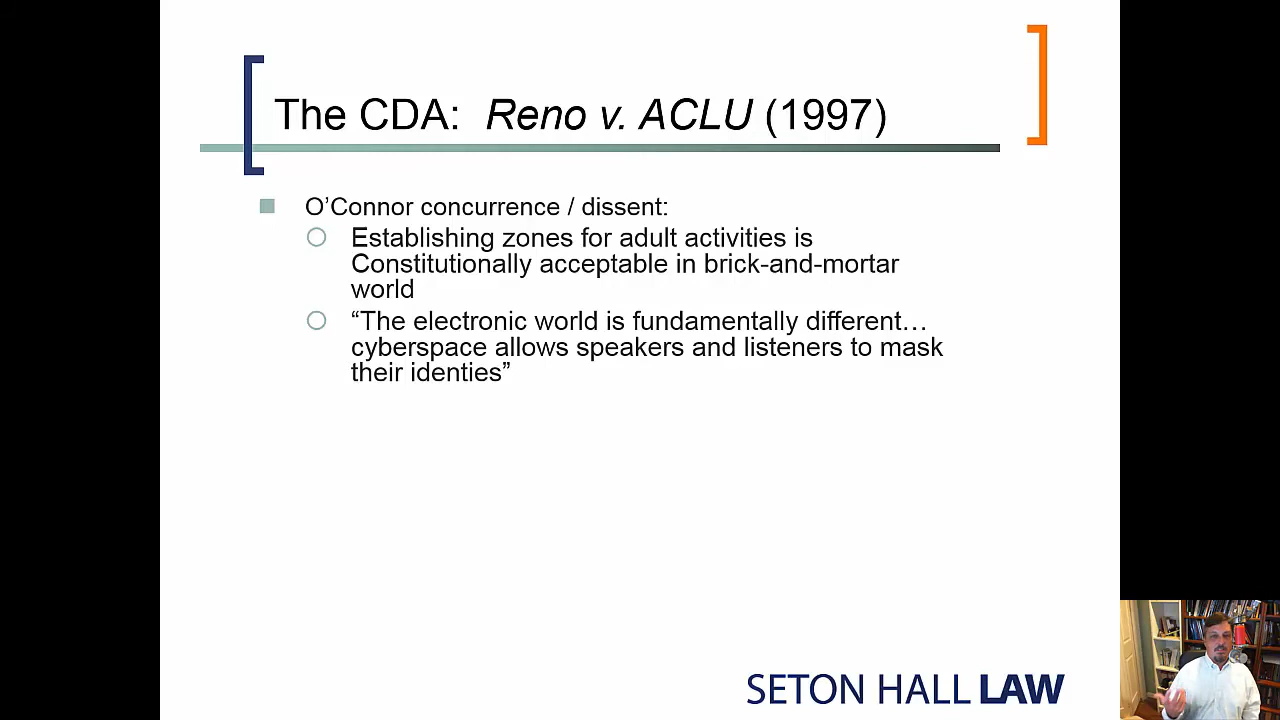 The CDA: Reno v. ACLU (1997)
O’Connor concurrence / dissent:
Establishing zones for adult activities is
Constitutionally acceptable in brick-and-mortar
world
“The electronic world is fundamentally different…
cyberspace allows speakers and listeners to mask
their identies”
SETON HALL LAW